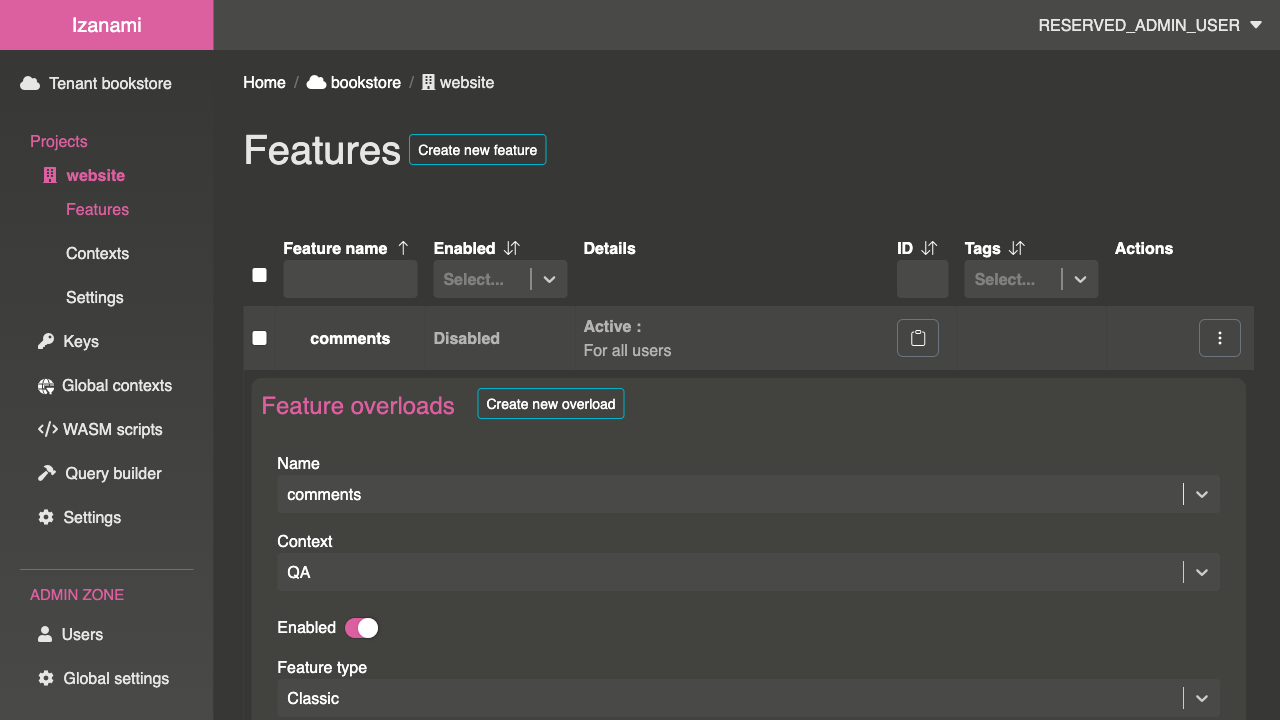 Izanami
RESERVED_ADMIN_USER
Tenant bookstore
Projects
website
Features
Contexts
Settings
Keys
Global contexts
WASM scripts
Query builder
Settings
ADMIN ZONE
Users
Global settings
Home / bookstore / website
Features Create new feature
Feature name Enabled Details ID Tags Actions
Select... Select...
comments Disabled Active :
For all users
Feature overloads Create new overload
Name
comments
Context
QA
Enabled
Feature type
Classic